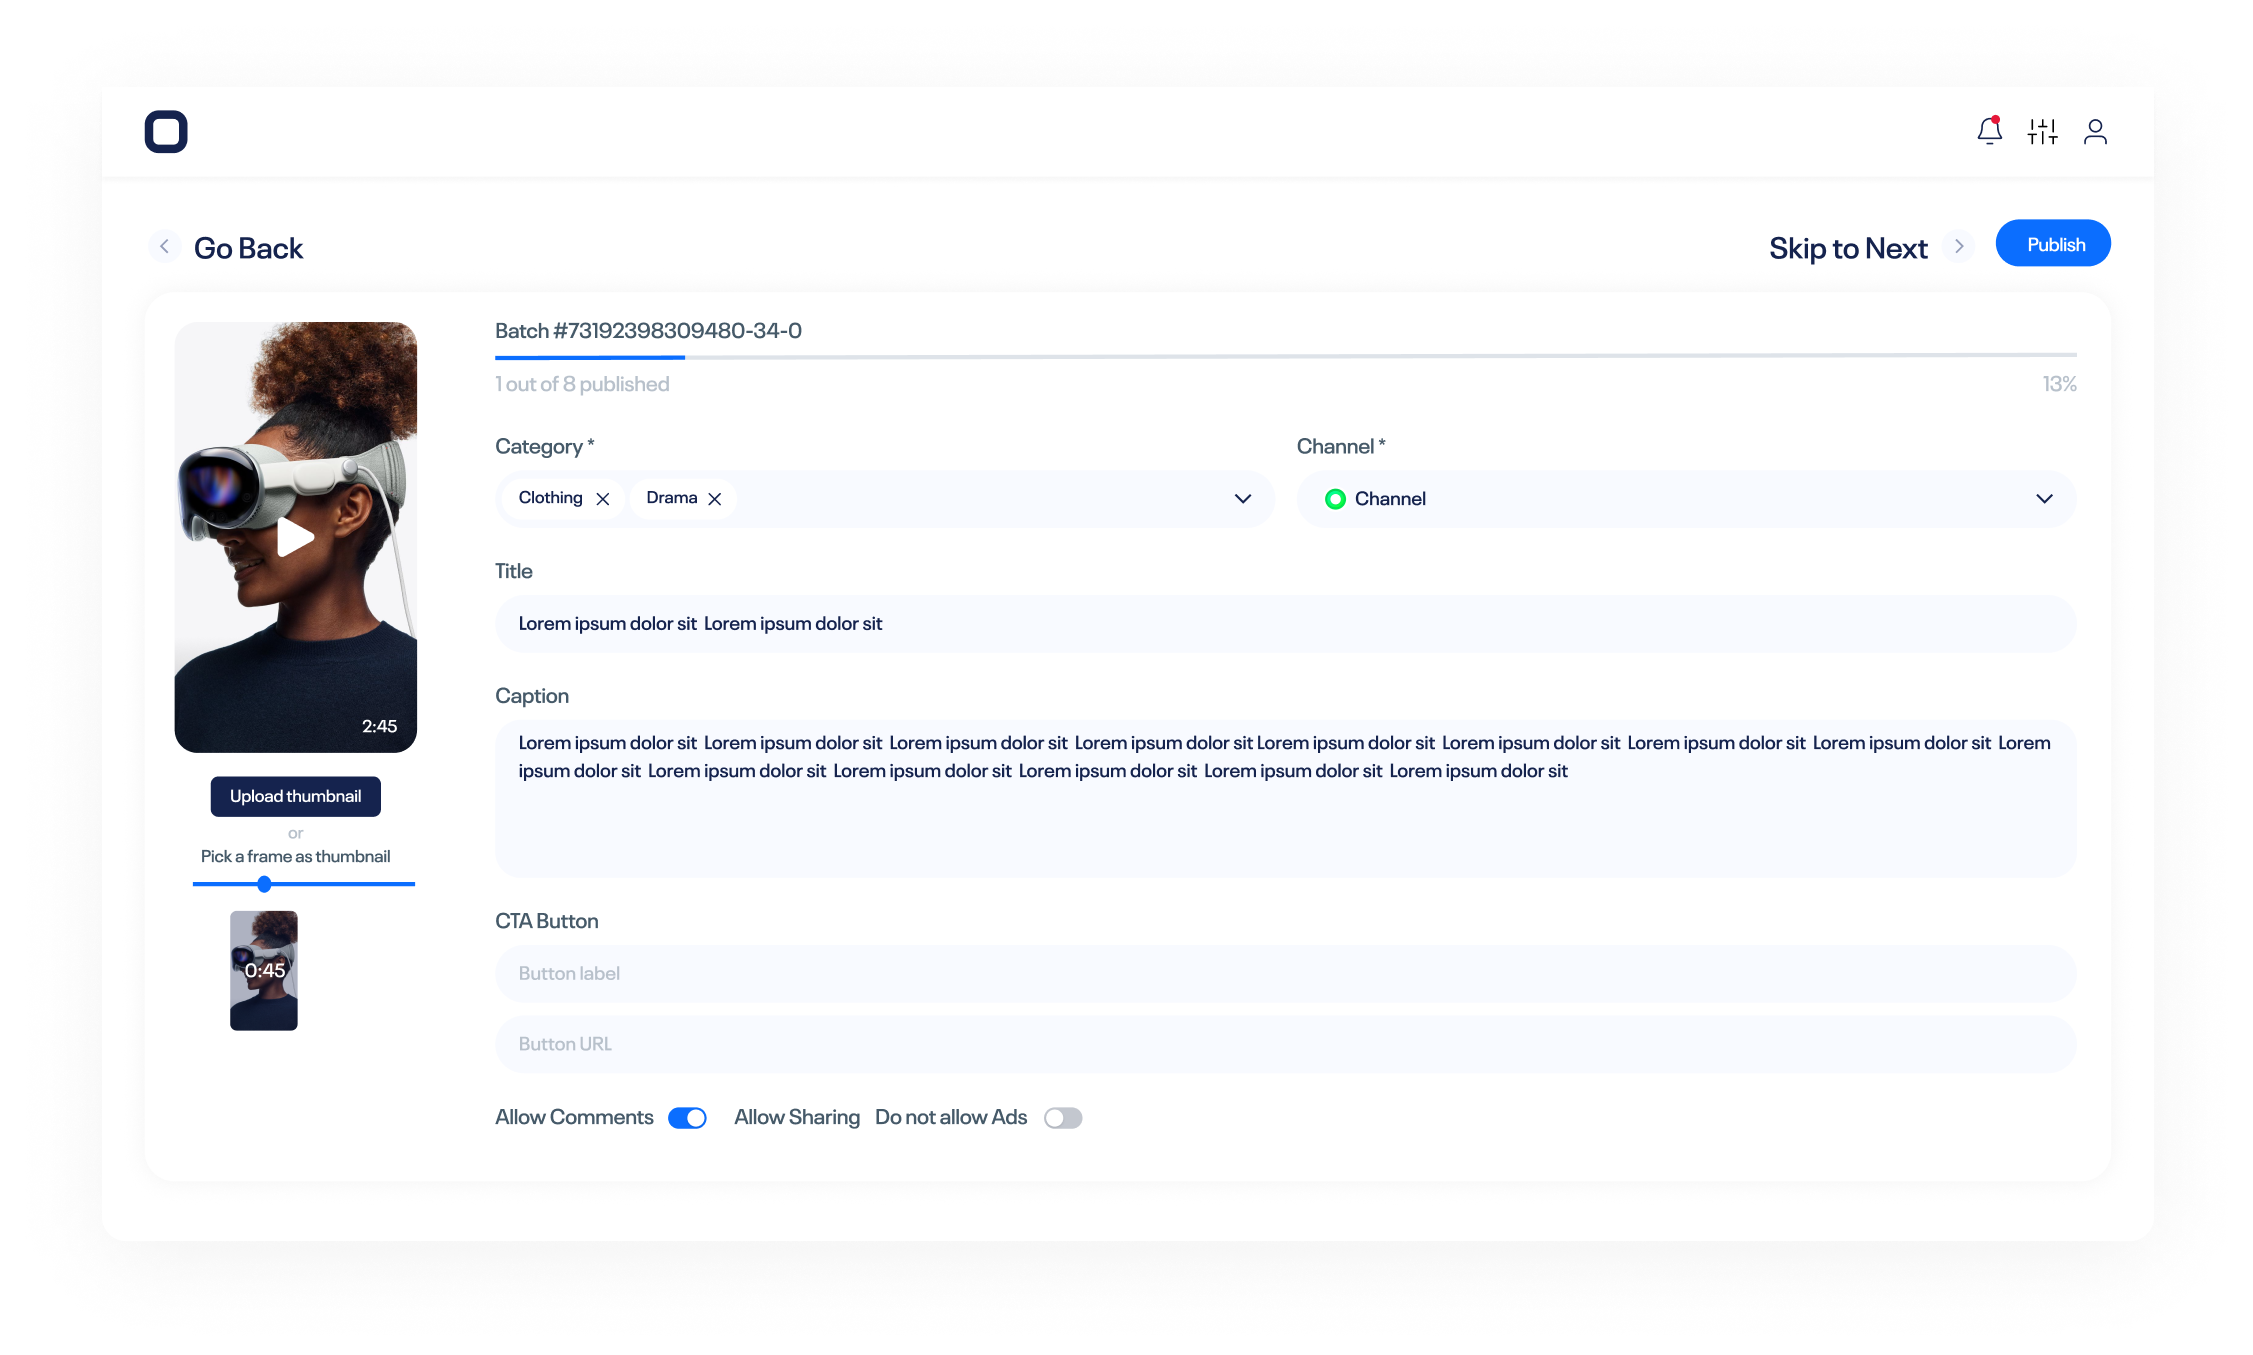 Go Back
Skip to Next
Publish
Batch #73192398309480-34-0
1 out of 8 published
13%
Category *
Channel *
Clothing
Drama
Channel
Title
Lorem ipsum dolor sit Lorem ipsum dolor sit
Caption
Lorem ipsum dolor sit Lorem ipsum dolor sit Lorem ipsum dolor sit Lorem ipsum dolor sit Lorem ipsum dolor sit Lorem ipsum dolor sit Lorem ipsum dolor sit Lorem ipsum dolor sit Lorem
ipsum dolor sit Lorem ipsum dolor sit Lorem ipsum dolor sit Lorem ipsum dolor sit Lorem ipsum dolor sit Lorem ipsum dolor sit
2:45
Upload thumbnail
or
Pick a frame as thumbnail
0:45
CTA Button
Button label
Button URL
Allow Comments
Allow Sharing
Do not allow Ads